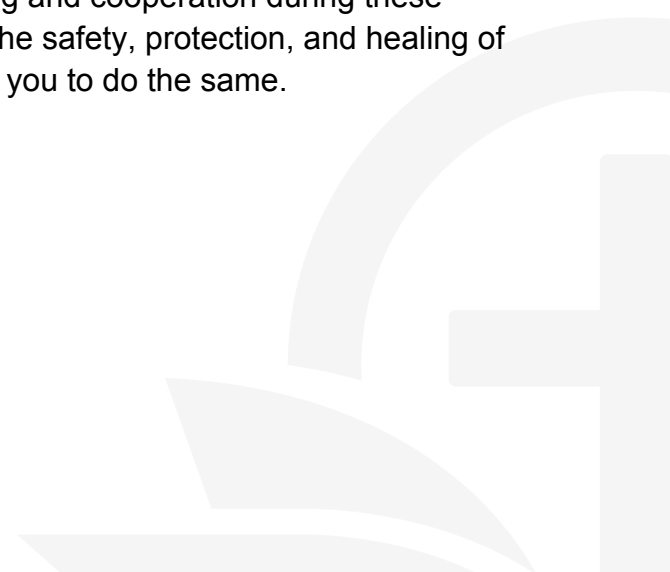 and cooperation during these
he safety, protection, and healing of
you to do the same.